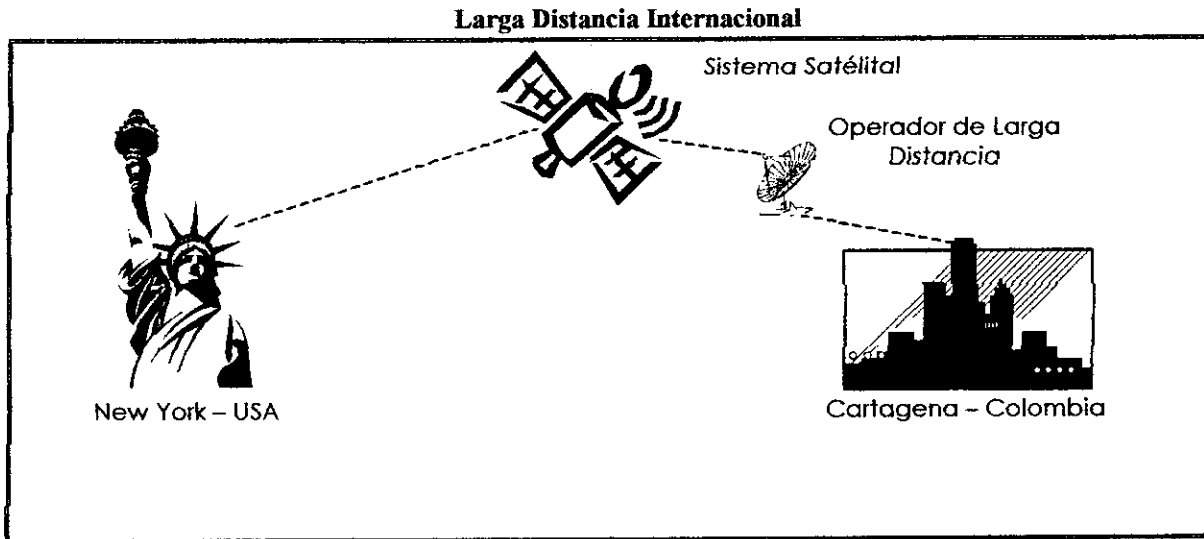 Larga Distancia Internacional
Sistema Satélital
Operador de Larga
Distancia
New York – USA
Cartagena – Colombia